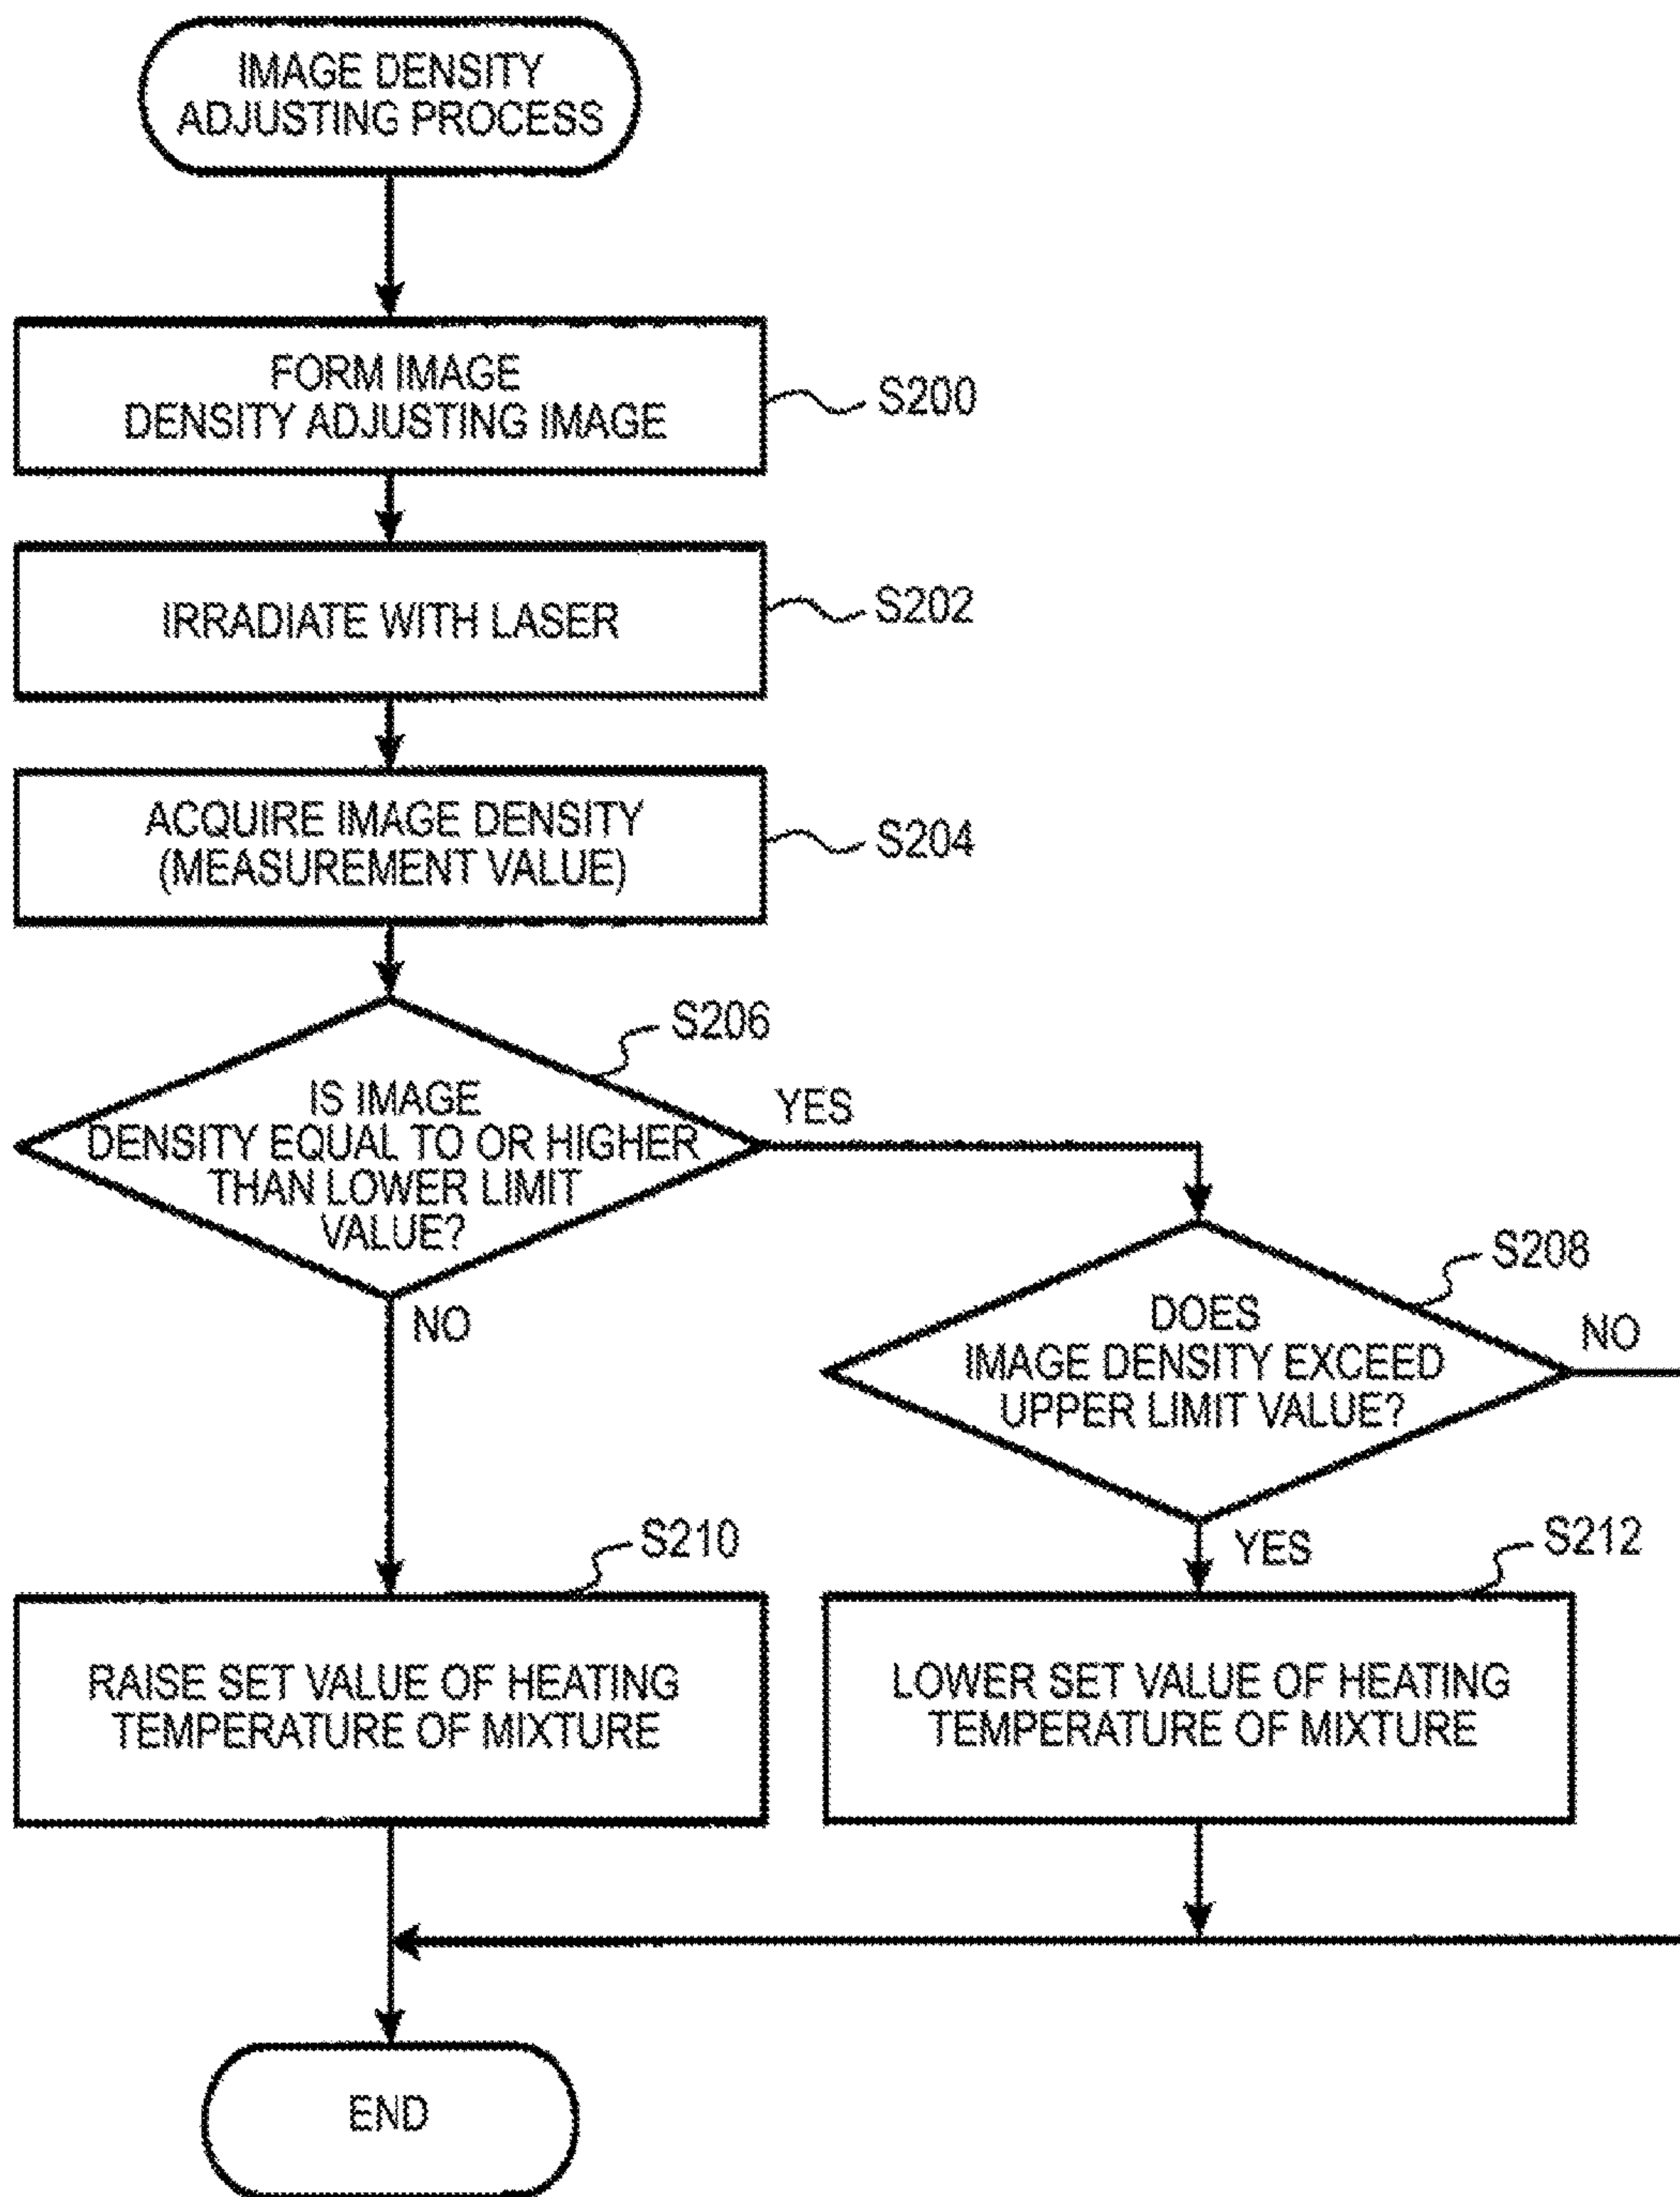 IMAGE DENSITY
ADJUSTING PROCESS
FORM IMAGE
DENSITY ADJUSTING IMAGE
S200
IRRADIATE WITH LASER
S202
ACQUIRE IMAGE DENSITY
(MEASUREMENT VALUE)
S204
S206
IS IMAGE
DENSITY EQUAL TO OR HIGHER
THAN LOWER LIMIT
VALUE?
YES
NO
S208
DOES
IMAGE DENSITY EXCEED
UPPER LIMIT VALUE?
NO
YES
S210
RAISE SET VALUE OF HEATING
TEMPERATURE OF MIXTURE
S212
LOWER SET VALUE OF HEATING
TEMPERATURE OF MIXTURE
END